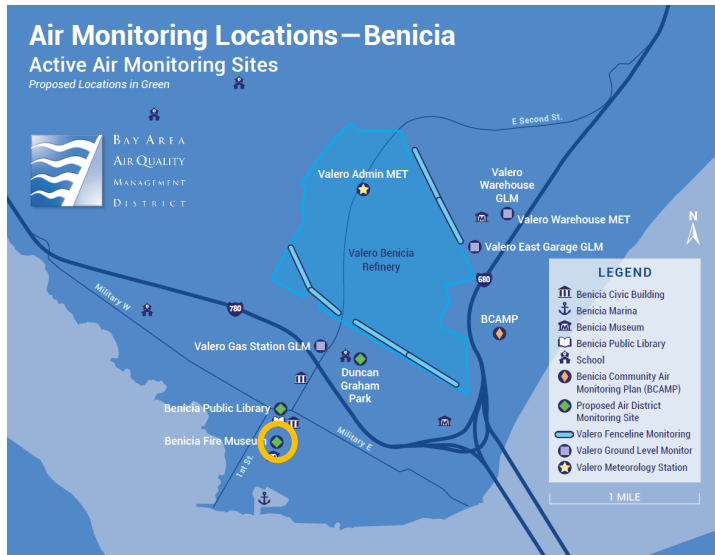 Air Monitoring Locations—Benicia
Active Air Monitoring Sites
Proposed Locations in Green
BAY AREA
AIR QUALITY
MANAGEMENT
DISTRICT
E Second St.
Valero Admin MET
Valero
Warehouse
GLM
Valero Warehouse MET
Valero East Garage GLM
N
Valero Benicia
Refinery
680
Military W
780
BCAMP
Valero Gas Station GLM
Duncan
Graham
Park
Benicia Public Library
Benicia Fire Museum
Military E
1st St.
LEGEND
Benicia Civic Building
Benicia Marina
Benicia Museum
Benicia Public Library
School
Benicia Community Air
Monitoring Plan (BCAMP)
Proposed Air District
Monitoring Site
Valero Fenceline Monitoring
Valero Ground Level Monitor
Valero Meteorology Station
1 MILE